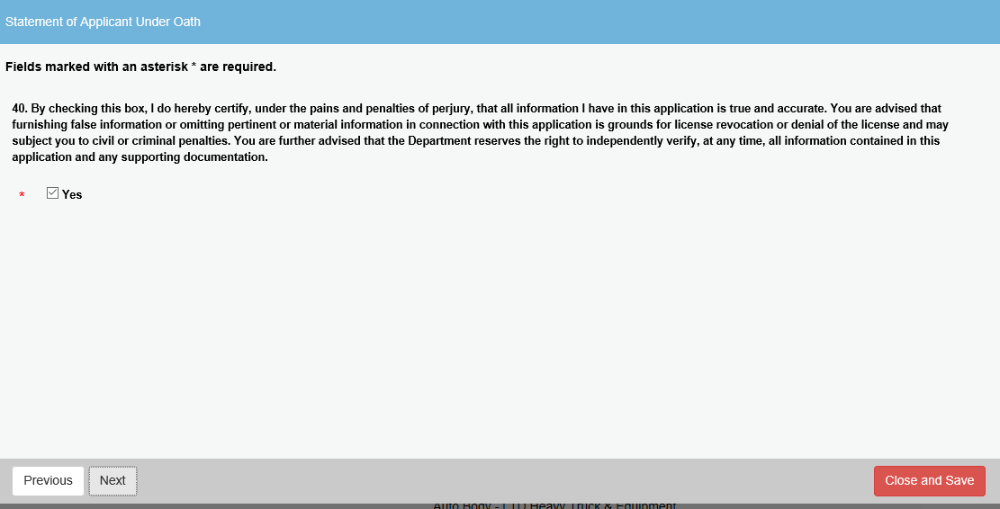 Statement of Applicant Under Oath
Fields marked with an asterisk * are required.
40. By checking this box, I do hereby certify, under the pains and penalties of perjury, that all information I have in this application is true and accurate. You are advised that
furnishing false information or omitting pertinent or material information in connection with this application is grounds for license revocation or denial of the license and may
subject you to civil or criminal penalties. You are further advised that the Department reserves the right to independently verify, at any time, all information contained in this
application and any supporting documentation.
* Yes
Previous Next Close and Save
Auto Body - LTD Heavy Truck & Equipment